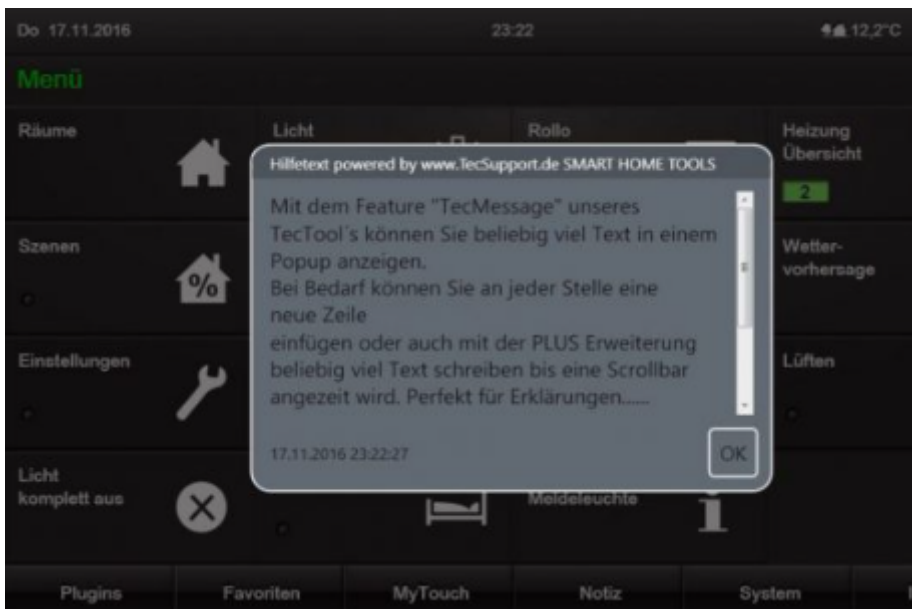 Do 17.11.2016
23:22
12,2°C
Menü
Räume
Licht
Rollo
Heizung
Übersicht
2
Hilfetext powered by www.TecSupport.de SMART HOME TOOLS
Mit dem Feature "TecMessage" unseres
TecTool`s können Sie beliebig viel Text in einem
Popup anzeigen.
Bei Bedarf können Sie an jeder Stelle eine
neue Zeile
einfügen oder auch mit der PLUS Erweiterung
beliebig viel Text schreiben bis eine Scrollbar
angezeit wird. Perfekt für Erklärungen......
17.11.2016 23:22:27
OK
Szenen
%
Wetter-
vorhersage
Einstellungen
Lüften
Licht
komplett aus
Meldeleuchte
Plugins
Favoriten
MyTouch
Notiz
System